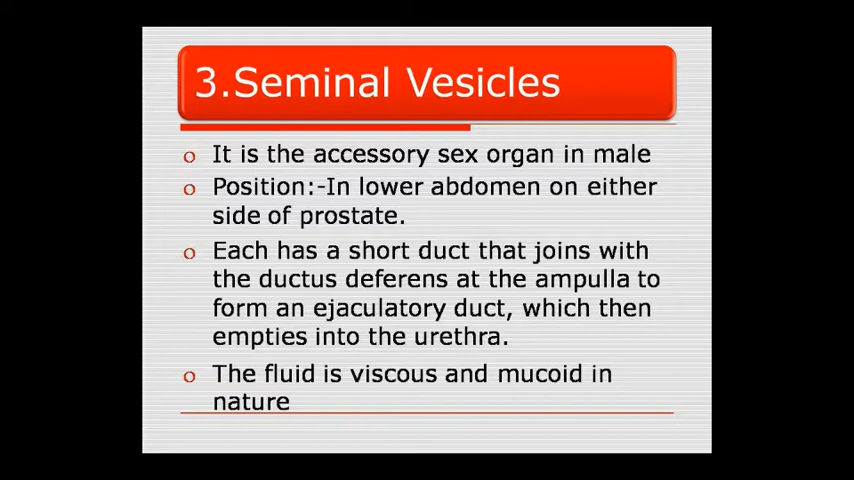 3.Seminal Vesicles
o It is the accessory sex organ in male
o Position:-In lower abdomen on either
side of prostate.
o Each has a short duct that joins with
the ductus deferens at the ampulla to
form an ejaculatory duct, which then
empties into the urethra.
o The fluid is viscous and mucoid in
nature